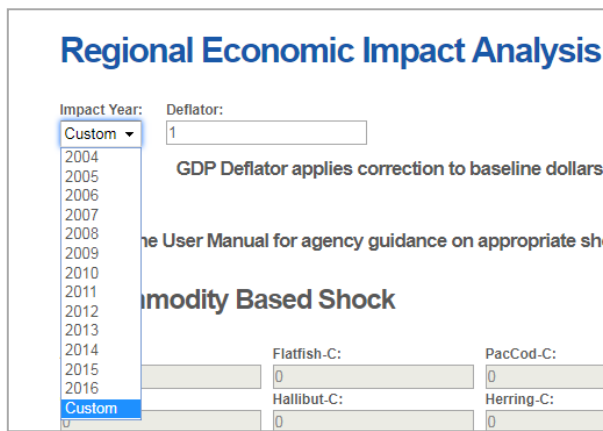 Regional Economic Impact Analysis
Impact Year: Deflator:
Custom 1
2004
2005
2006
2007
2008
2009
2010
2011
2012
2013
2014
2015
2016
Custom
GDP Deflator applies correction to baseline dollars
ne User Manual for agency guidance on appropriate sh
mmodity Based Shock
Flatfish-C: PacCod-C:
0 0
Hallibut-C: Herring-C:
0 0 0